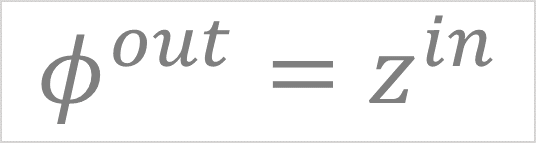 ϕ^{out} = z^{in}